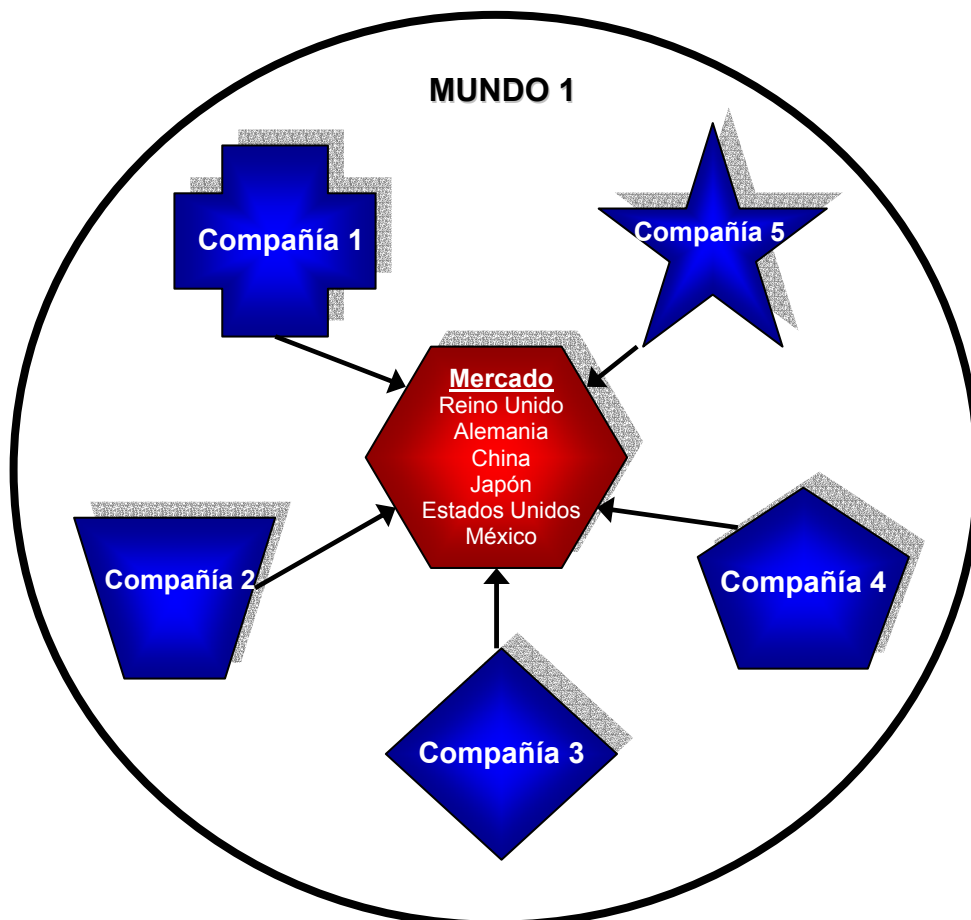 MUNDO 1
Compañía 1
Compañía 5
Mercado
Reino Unido
Alemania
China
Japón
Estados Unidos
México
Compañía 2
Compañía 4
Compañía 3